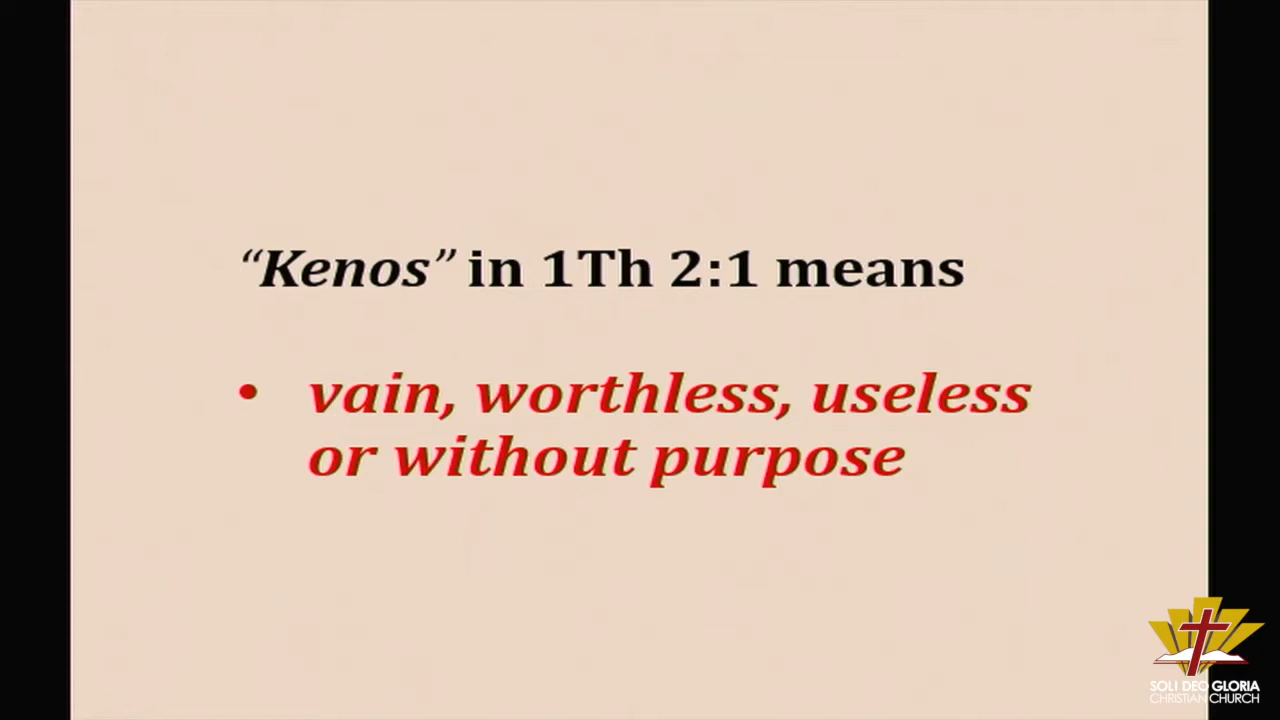 “Kenos” in 1Th 2:1 means
• vain, worthless, useless
or without purpose
SOLI DEO GLORIA
CHRISTIAN CHURCH